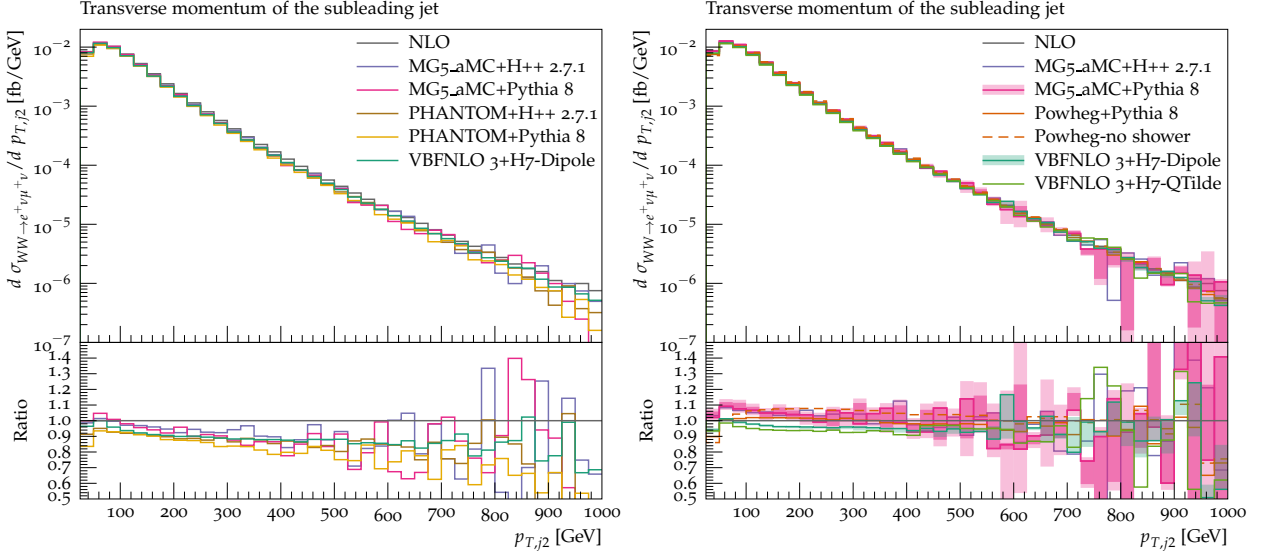 Transverse momentum of the subleading jet
d σ_{WW→e⁺νμ⁺ν}/d p_{T,j2} [fb/GeV]
10⁻²
10⁻³
10⁻⁴
10⁻⁵
10⁻⁶
10⁻⁷
NLO
MG5_aMC+H++ 2.7.1
MG5_aMC+Pythia 8
PHANTOM+H++ 2.7.1
PHANTOM+Pythia 8
VBFNLO 3+H7-Dipole
Ratio
1.4
1.3
1.2
1.1
1.0
0.9
0.8
0.7
0.6
0.5
100 200 300 400 500 600 700 800 900 1000
p_{T,j2} [GeV]
Transverse momentum of the subleading jet
d σ_{WW→e⁺νμ⁺ν}/d p_{T,j2} [fb/GeV]
10⁻²
10⁻³
10⁻⁴
10⁻⁵
10⁻⁶
10⁻⁷
NLO
MG5_aMC+H++ 2.7.1
MG5_aMC+Pythia 8
Powheg+Pythia 8
Powheg-no shower
VBFNLO 3+H7-Dipole
VBFNLO 3+H7-QTilde
Ratio
1.4
1.3
1.2
1.1
1.0
0.9
0.8
0.7
0.6
0.5
100 200 300 400 500 600 700 800 900 1000
p_{T,j2} [GeV]